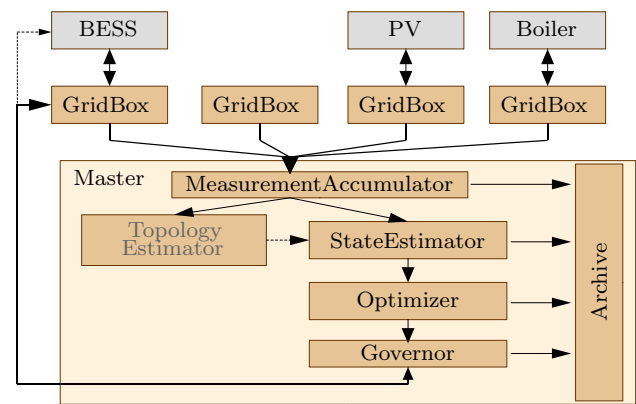 BESS
PV
Boiler
GridBox
GridBox
GridBox
GridBox
Master
MeasurementAccumulator
Topology
Estimator
StateEstimator
Optimizer
Governor
Archive